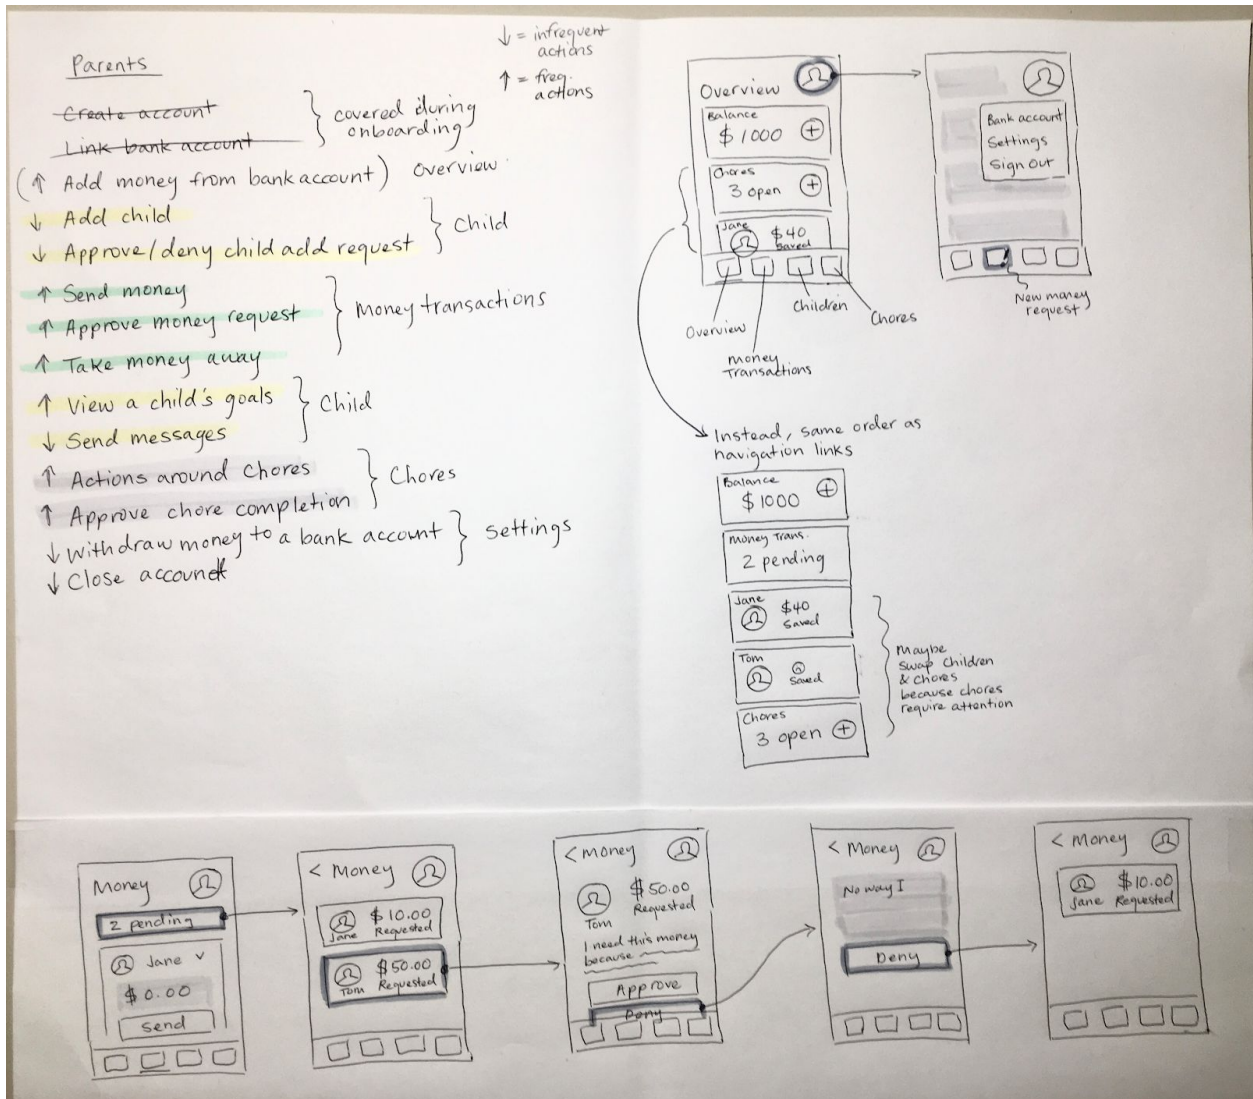 Parents
↓ = infrequent
actions
↑ = freq.
actions
Create account
Link bank account
covered during
onboarding
(↑ Add money from bank account) Overview
↓ Add child
↓ Approve/deny child add request
Child
↑ Send money
↑ Approve money request
↑ Take money away
Money transactions
↑ View a child's goals
↓ Send messages
Child
↑ Actions around Chores
↑ Approve chore completion
Chores
↓ Withdraw money to a bank account
↓ Close account
Settings
Overview
Balance
$1000 +
Chores
3 open +
Jane
$40
Saved
Overview
Money
Transactions
Children
Chores
Bank account
Settings
Sign Out
New money
request
Instead, same order as
navigation links
Balance
$1000 +
Money Trans.
2 pending
Jane
$40
Saved
Tom
Saved
Chores
3 open +
Maybe
swap children
& chores
because chores
require attention
Money
2 pending
Jane ˅
$0.00
Send
< Money
$10.00
Jane Requested
$50.00
Tom Requested
< Money
$50.00
Requested
Tom
I need this money
because
Approve
Deny
< Money
No way I
Deny
< Money
$10.00
Jane Requested